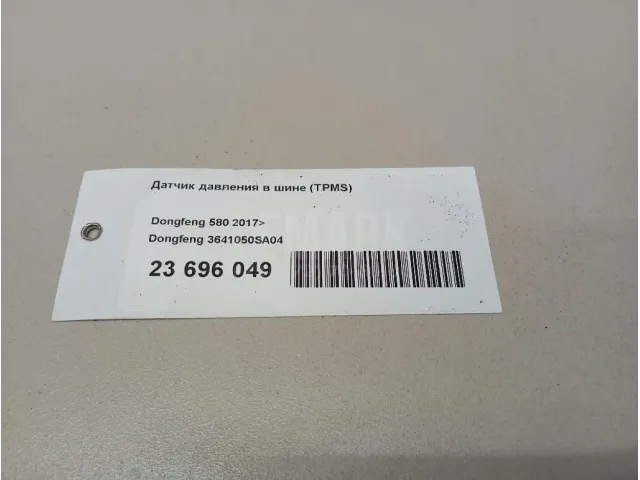 Датчик давления в шине (TPMS)
Dongfeng 580 2017>
Dongfeng 3641050SA04
23 696 049